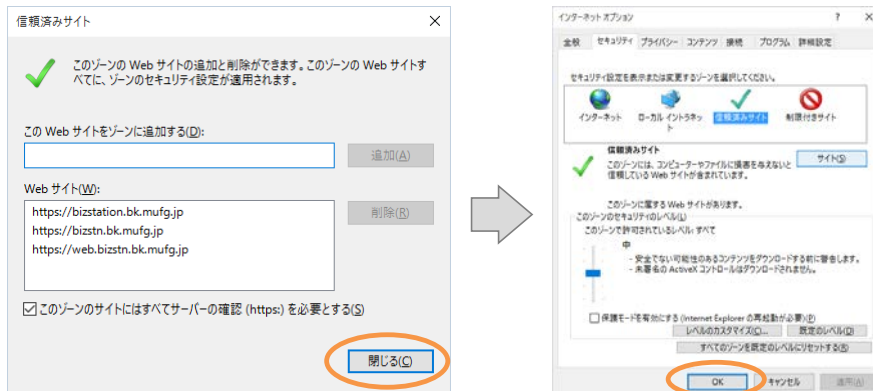 信頼済みサイト
このゾーンの Web サイトの追加と削除ができます。このゾーンの Web サイトす
べてに、ゾーンのセキュリティ設定が適用されます。
この Web サイトをゾーンに追加する(D):
追加(A)
Web サイト(W):
https://bizstation.bk.mufg.jp
https://bizstn.bk.mufg.jp
https://web.bizstn.bk.mufg.jp
削除(R)
このゾーンのサイトにはすべてサーバーの確認 (https:) を必要とする(S)
閉じる(C)
インターネット オプション
全般 セキュリティ プライバシー コンテンツ 接続 プログラム 詳細設定
セキュリティ設定を表示または変更するゾーンを選択してください。
インターネット ローカル イントラネッ 信頼済みサイト 制限付きサイト
ト
信頼済みサイト
サイト(S)
このゾーンには、コンピューターやファイルに損害を与えないと
信頼している Web サイトが含まれています。
このゾーンに属する Web サイトがあります。
このゾーンのセキュリティのレベル(L)
このゾーンで許可されているレベル: すべて
中
- 安全でない可能性のあるコンテンツをダウンロードする前に警告します。
- 未署名の ActiveX コントロールはダウンロードされません。
保護モードを有効にする (Internet Explorer の再起動が必要)(P)
レベルのカスタマイズ(C)... 既定のレベル(D)
すべてのゾーンを既定のレベルにリセットする(R)
OK キャンセル 適用(A)